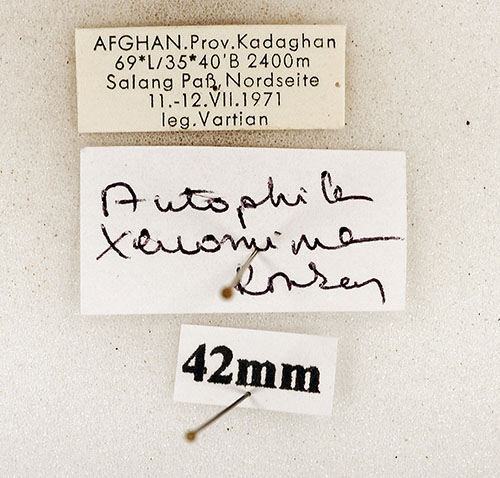 AFGHAN.Prov.Kadaghan
69*L/35*40'B 2400m
Salang Paß,Nordseite
11.-12.VII.1971
leg.Vartian
Autophila
Xenomima
Ronkay
42mm